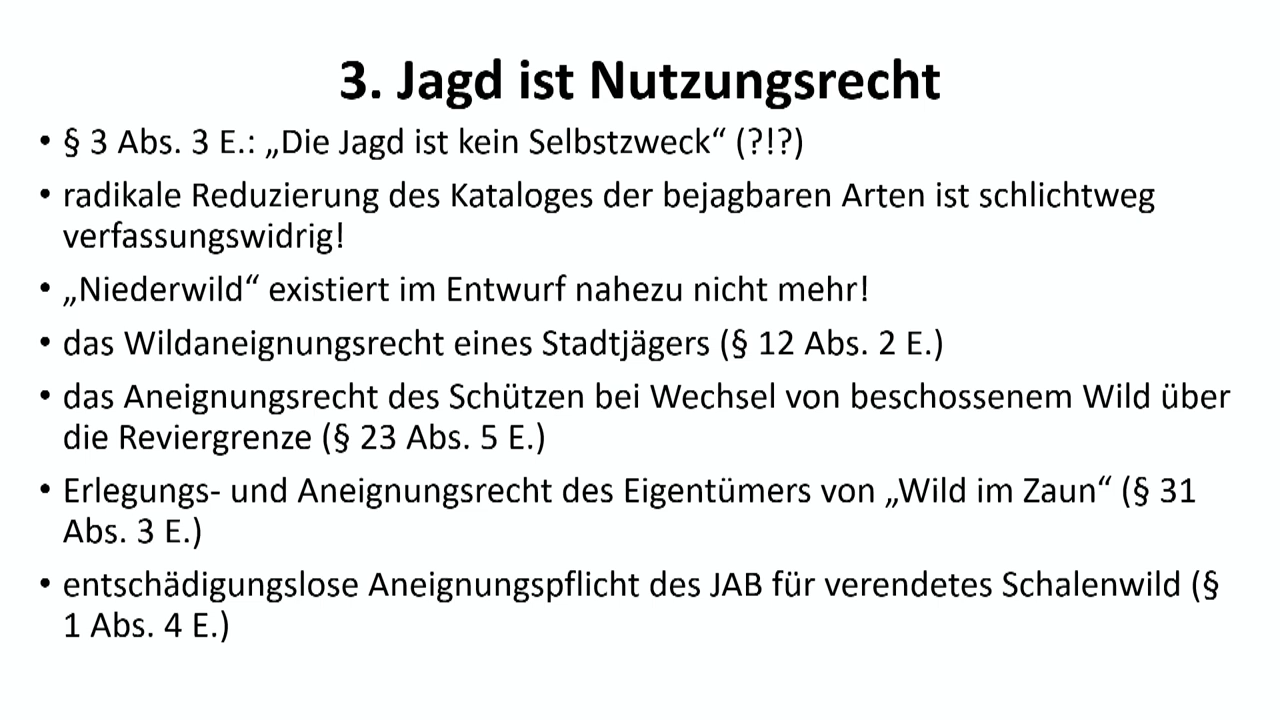 3. Jagd ist Nutzungsrecht
• § 3 Abs. 3 E.: „Die Jagd ist kein Selbstzweck“ (?!?)
• radikale Reduzierung des Kataloges der bejagbaren Arten ist schlichtweg
verfassungswidrig!
• „Niederwild“ existiert im Entwurf nahezu nicht mehr!
• das Wildaneignungsrecht eines Stadtjägers (§ 12 Abs. 2 E.)
• das Aneignungsrecht des Schützen bei Wechsel von beschossenem Wild über
die Reviergrenze (§ 23 Abs. 5 E.)
• Erlegungs- und Aneignungsrecht des Eigentümers von „Wild im Zaun“ (§ 31
Abs. 3 E.)
• entschädigungslose Aneignungspflicht des JAB für verendetes Schalenwild (§
1 Abs. 4 E.)